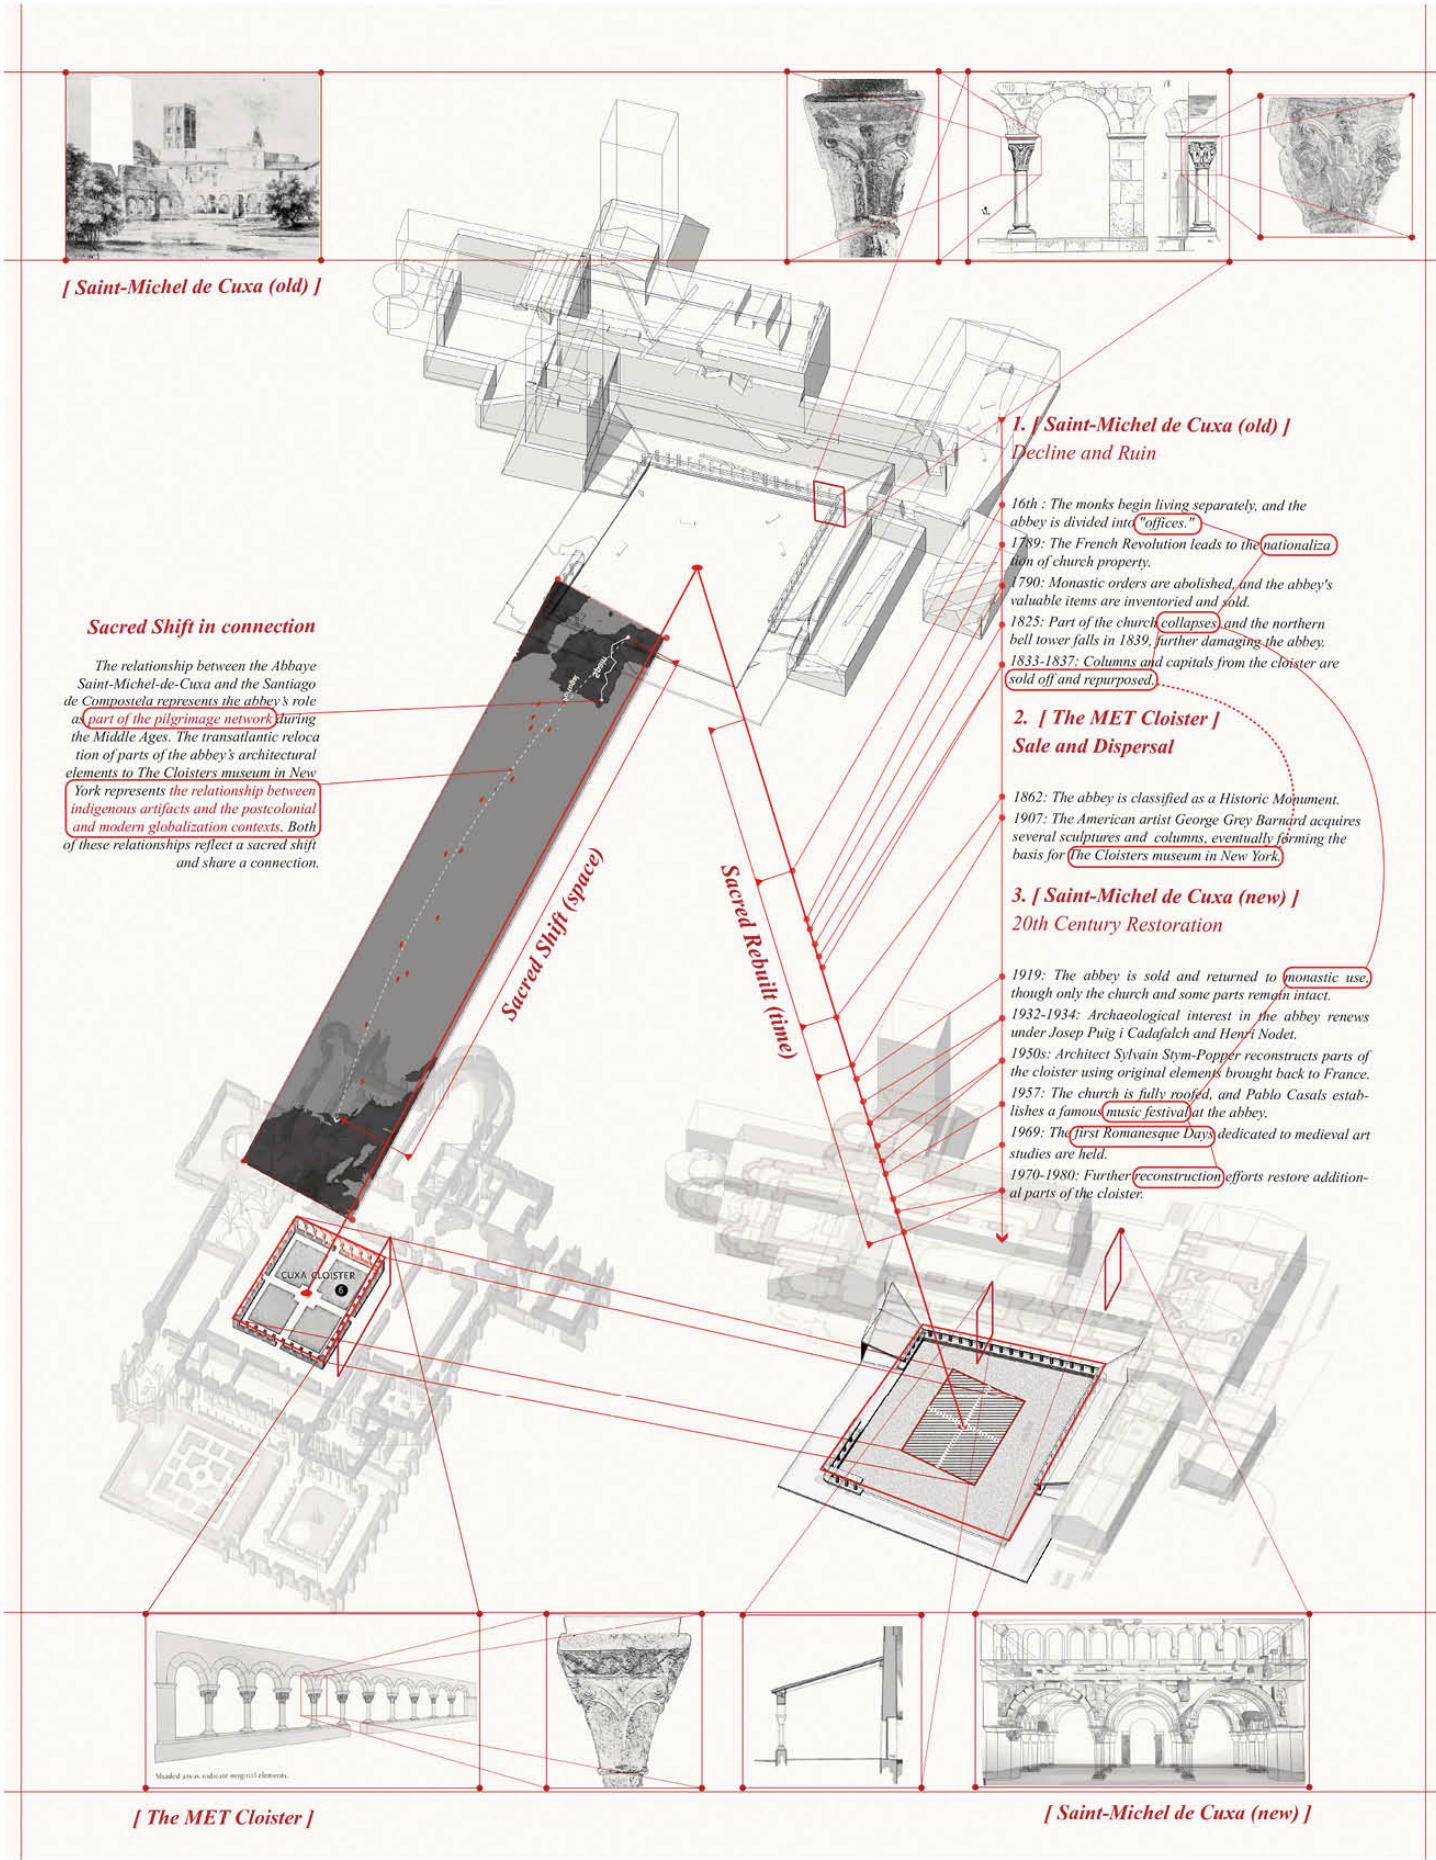 [ Saint-Michel de Cuxa (old) ]
1. [ Saint-Michel de Cuxa (old) ]
Decline and Ruin
16th : The monks begin living separately, and the
abbey is divided into "offices."
1789: The French Revolution leads to the nationaliza
tion of church property.
1790: Monastic orders are abolished, and the abbey's
valuable items are inventoried and sold.
1825: Part of the church collapses, and the northern
bell tower falls in 1839, further damaging the abbey.
1833-1837: Columns and capitals from the cloister are
sold off and repurposed.
Sacred Shift in connection
The relationship between the Abbaye
Saint-Michel-de-Cuxa and the Santiago
de Compostela represents the abbey's role
as part of the pilgrimage network during
the Middle Ages. The transatlantic reloca
tion of parts of the abbey's architectural
elements to The Cloisters museum in New
York represents the relationship between
indigenous artifacts and the postcolonial
and modern globalization contexts. Both
of these relationships reflect a sacred shift
and share a connection.
2. [ The MET Cloister ]
Sale and Dispersal
1862: The abbey is classified as a Historic Monument.
1907: The American artist George Grey Barnard acquires
several sculptures and columns, eventually forming the
basis for The Cloisters museum in New York.
Sacred Shift (space)
Sacred Rebuilt (time)
3. [ Saint-Michel de Cuxa (new) ]
20th Century Restoration
1919: The abbey is sold and returned to monastic use,
though only the church and some parts remain intact.
1932-1934: Archaeological interest in the abbey renews
under Josep Puig i Cadafalch and Henri Nodet.
1950s: Architect Sylvain Stym-Popper reconstructs parts of
the cloister using original elements brought back to France.
1957: The church is fully roofed, and Pablo Casals estab-
lishes a famous music festival at the abbey.
1969: The first Romanesque Days dedicated to medieval art
studies are held.
1970-1980: Further reconstruction efforts restore addition-
al parts of the cloister.
CUXA CLOISTER
6
Shaded areas indicate original elements.
[ The MET Cloister ]
[ Saint-Michel de Cuxa (new) ]